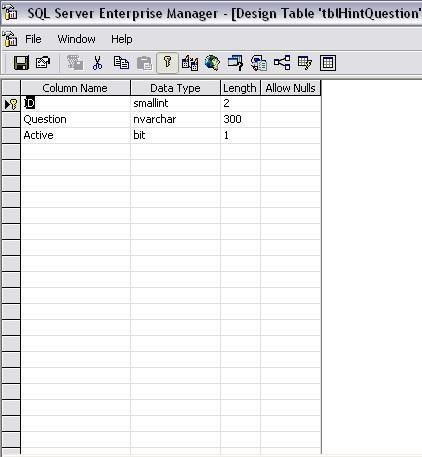 SQL Server Enterprise Manager - [Design Table 'tblHintQuestion'
File Window Help
Column Name Data Type Length Allow Nulls
ID smallint 2
Question nvarchar 300
Active bit 1